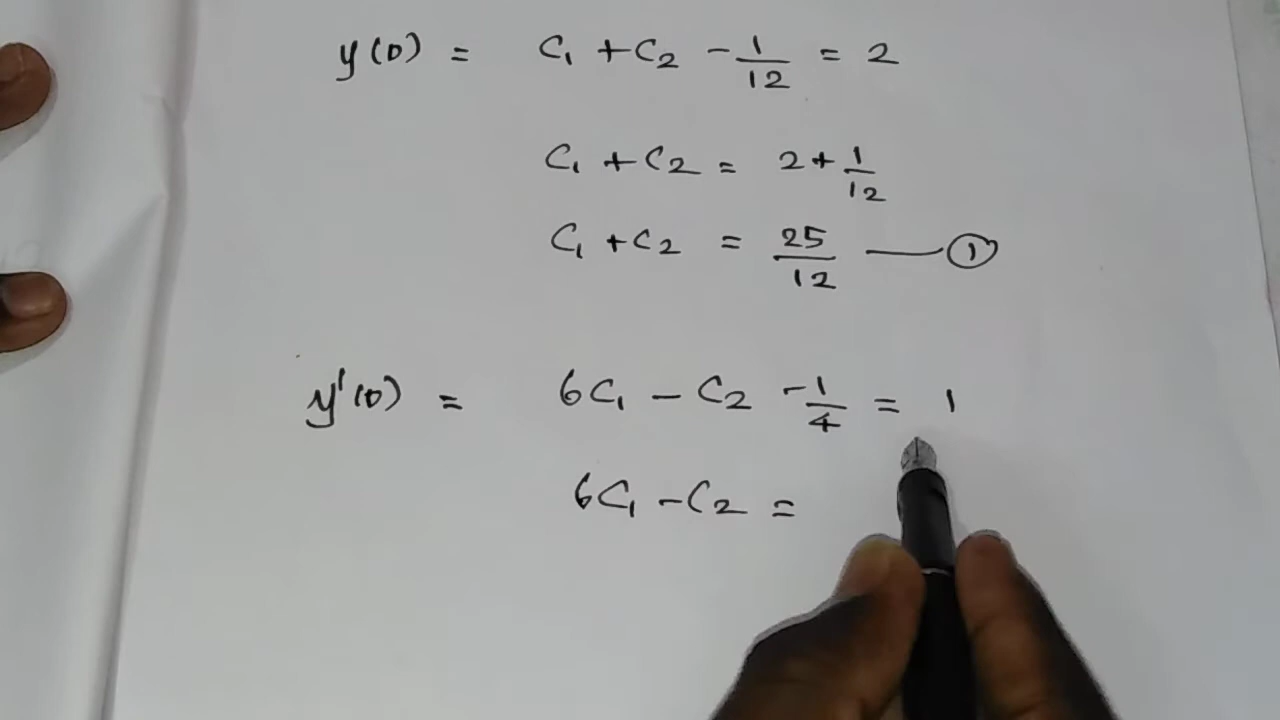 y(0) = C₁ + C₂ - 1/12 = 2
C₁ + C₂ = 2 + 1/12
C₁ + C₂ = 25/12 —— ①
y'(0) = 6C₁ - C₂ - 1/4 = 1
6C₁ - C₂ =